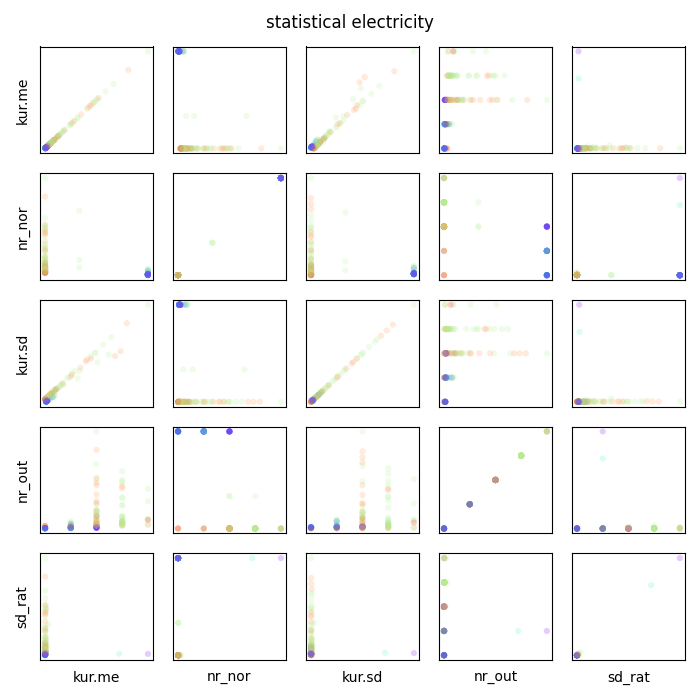 statistical electricity
kur.me
nr_nor
kur.sd
nr_out
sd_rat
kur.me nr_nor kur.sd nr_out sd_rat